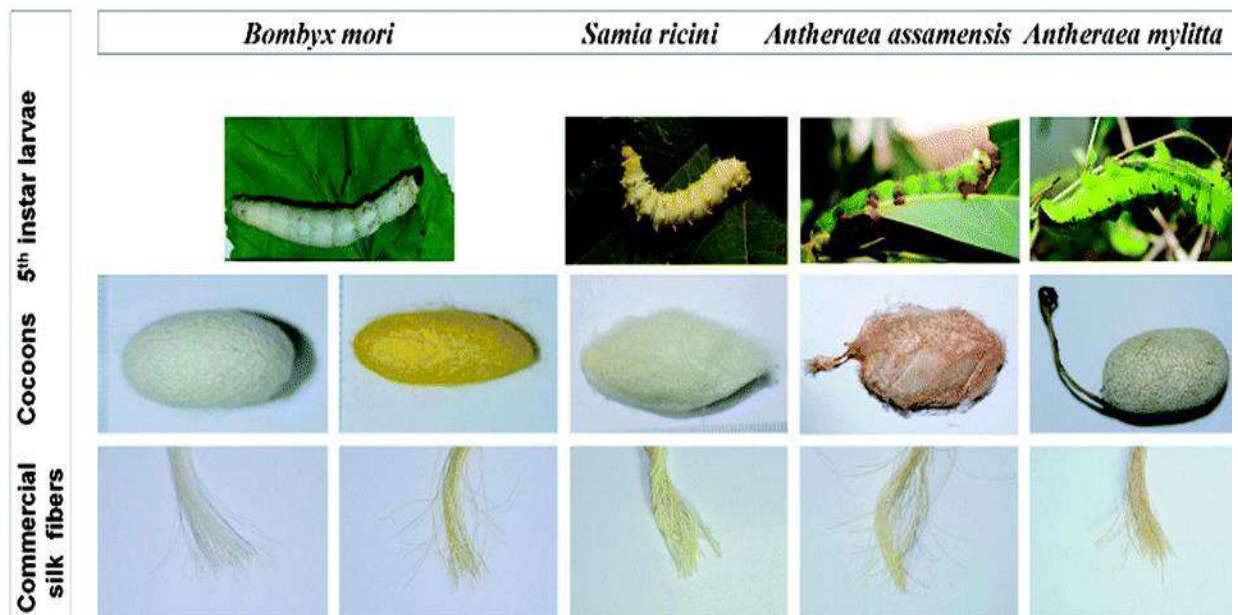 Bombyx mori
Samia ricini
Antheraea assamensis
Antheraea mylitta
5th instar larvae
Cocoons
Commercial
silk fibers